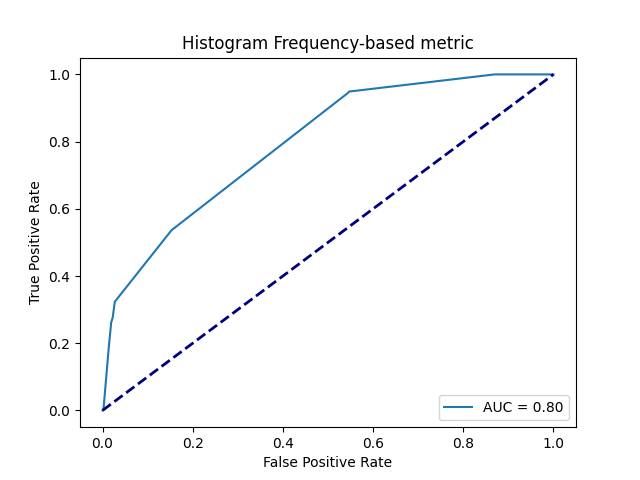 Histogram Frequency-based metric
True Positive Rate
1.0
0.8
0.6
0.4
0.2
0.0
AUC = 0.80
0.0 0.2 0.4 0.6 0.8 1.0
False Positive Rate